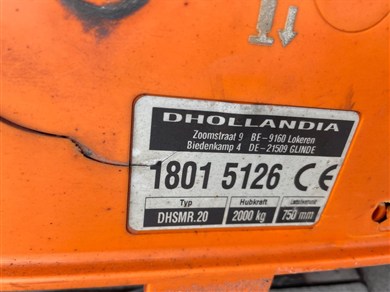 DHOLLANDIA
Zoomstraat 9 BE-9160 Lokeren
Biedenkamp 4 DE-21509 GLINDE
1801 5126 CE
Typ Hubkraft
DHSMR.20 2000 kg 750 mm